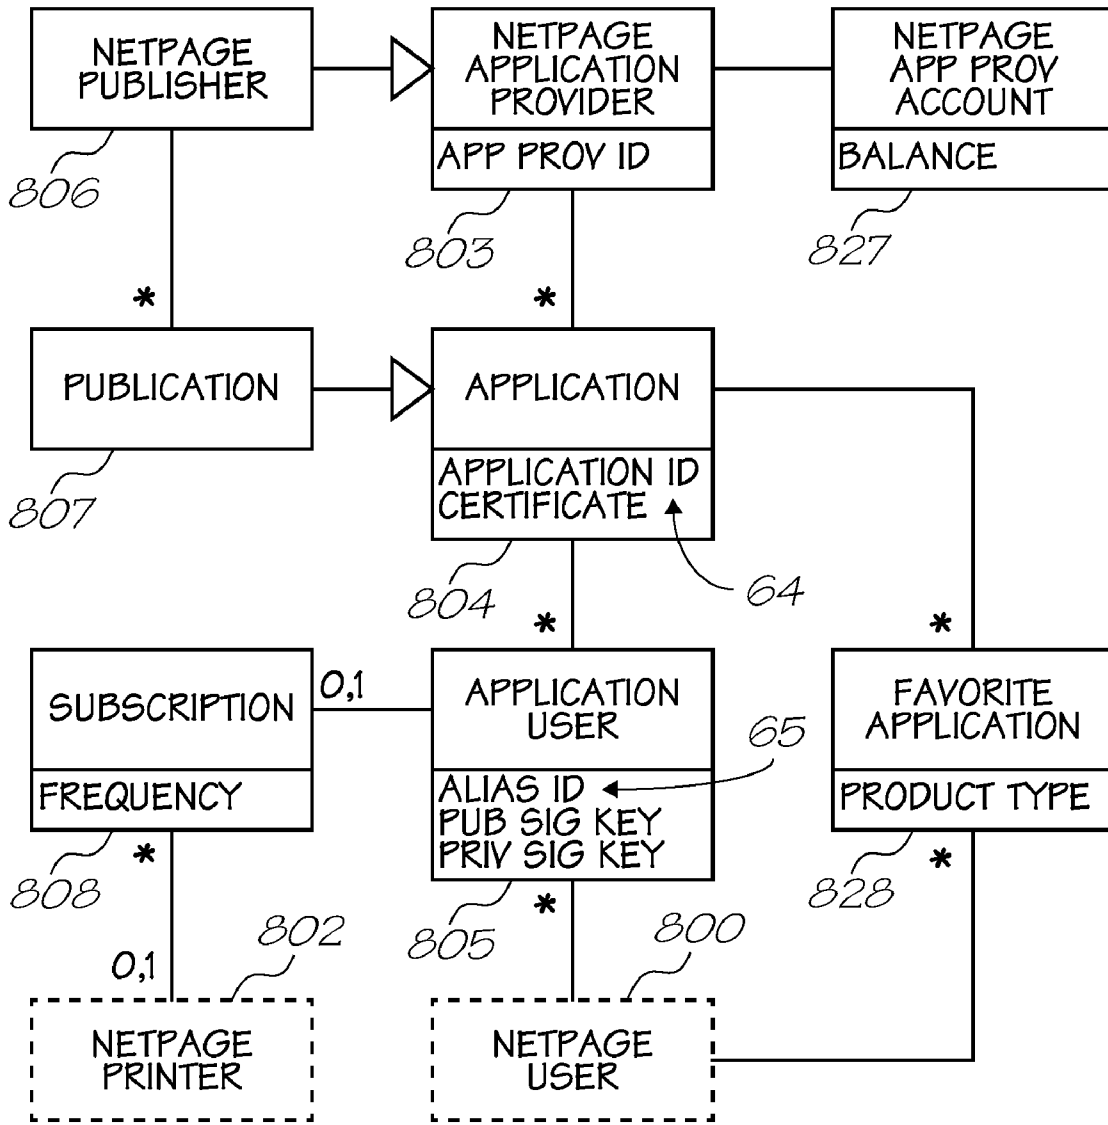 NETPAGE
PUBLISHER
NETPAGE
APPLICATION
PROVIDER
APP PROV ID
NETPAGE
APP PROV
ACCOUNT
BALANCE
806
803
827
*
*
PUBLICATION
APPLICATION
APPLICATION ID
CERTIFICATE
807
804
64
*
*
SUBSCRIPTION
FREQUENCY
0,1
APPLICATION
USER
65
ALIAS ID
PUB SIG KEY
PRIV SIG KEY
FAVORITE
APPLICATION
PRODUCT TYPE
808
*
805
*
828
*
802
800
0,1
NETPAGE
PRINTER
NETPAGE
USER